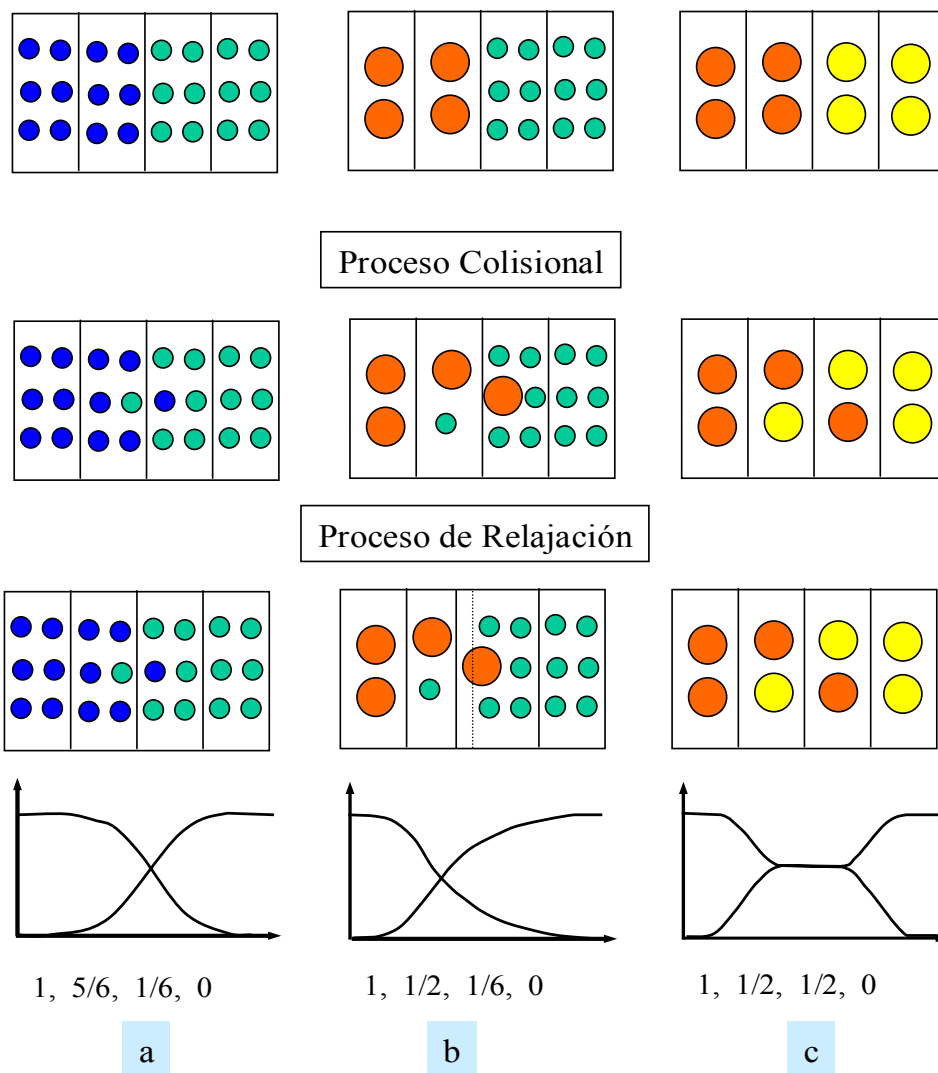 Proceso Colisional
Proceso de Relajación
1, 5/6, 1/6, 0
1, 1/2, 1/6, 0
1, 1/2, 1/2, 0
a
b
c